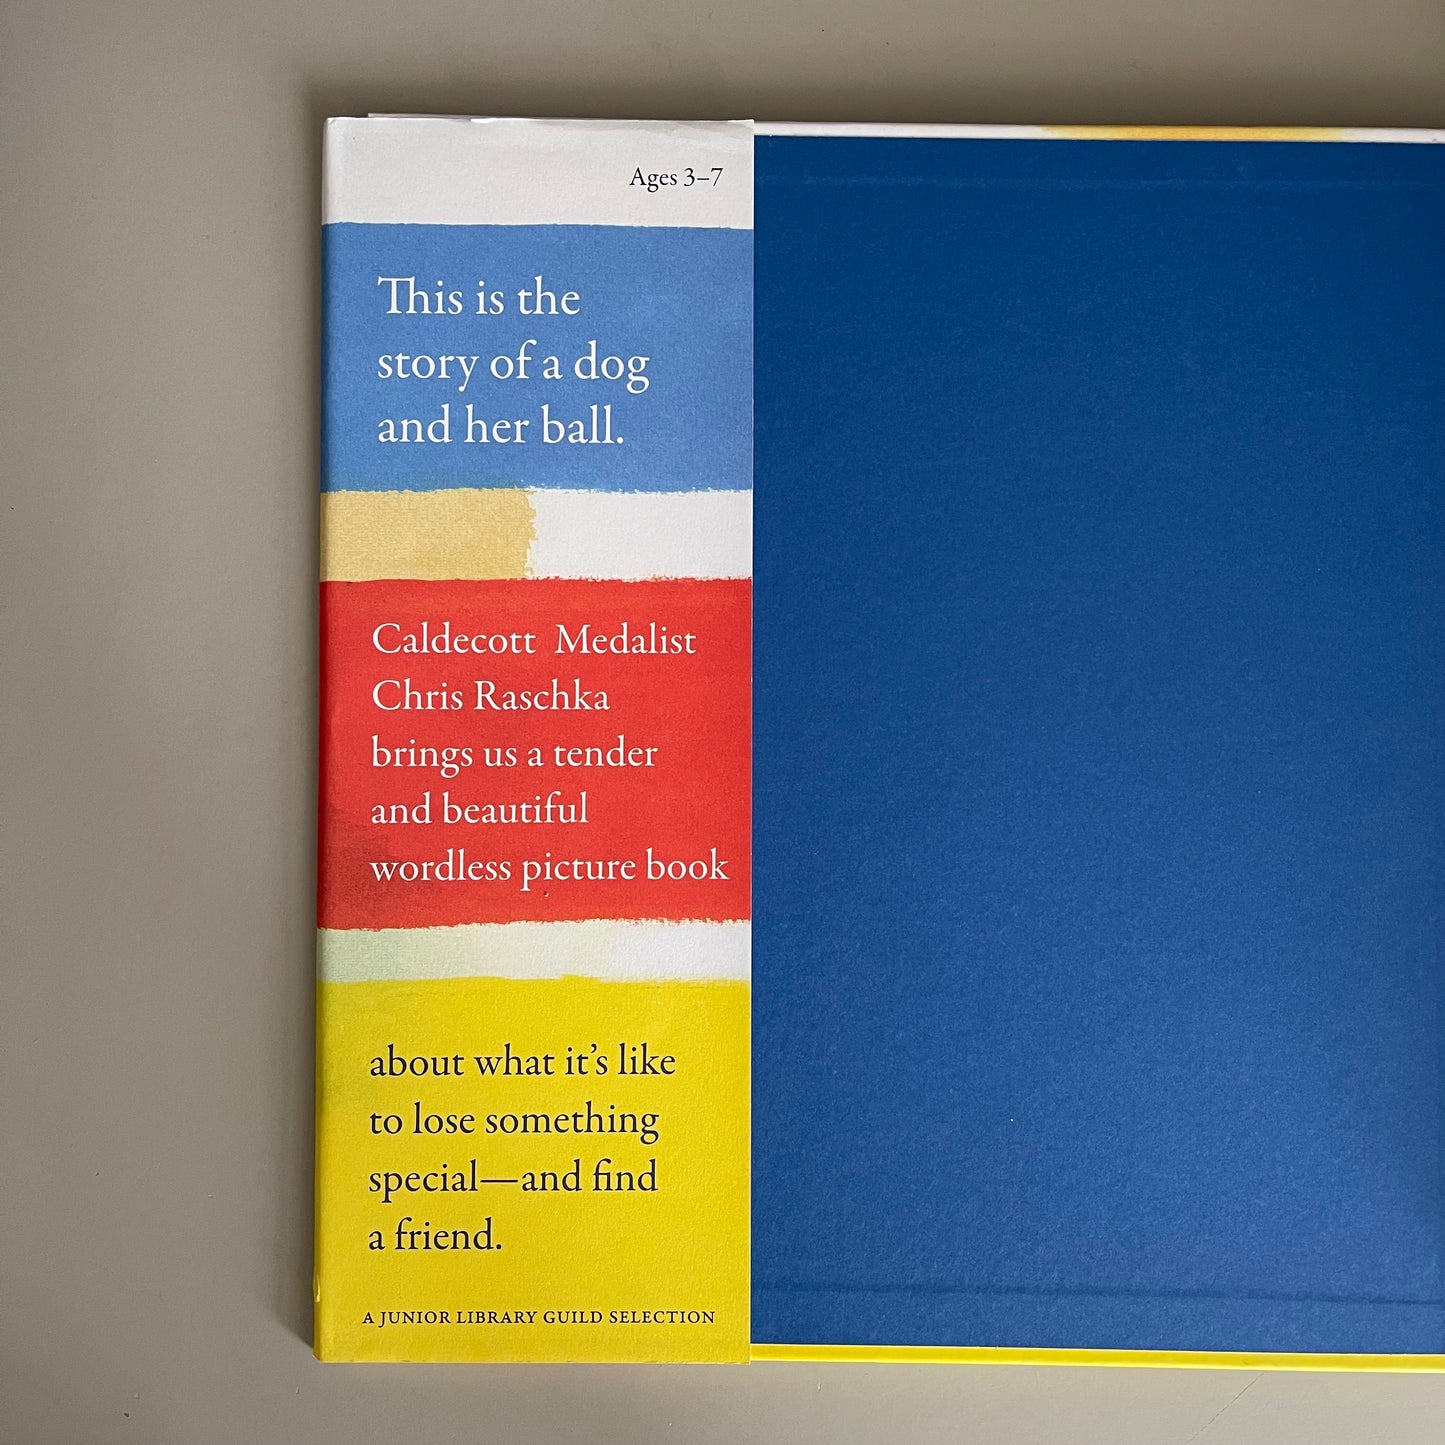 Ages 3–7
This is the
story of a dog
and her ball.
Caldecott Medalist
Chris Raschka
brings us a tender
and beautiful
wordless picture book
about what it’s like
to lose something
special—and find
a friend.
A JUNIOR LIBRARY GUILD SELECTION